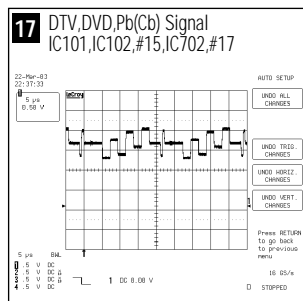 17 DTV,DVD,Pb(Cb) Signal
IC101,IC102,#15,IC702,#17
22-Mar-03
22:37:33
1
5 µs
0.50 V
LeCroy
AUTO SETUP
UNDO ALL
CHANGES
UNDO TRIG.
CHANGES
UNDO HORIZ.
CHANGES
UNDO VERT.
CHANGES
Press RETURN
to go back
to previous
menu
5 µs BWL
1 .5 V DC
2 .5 V DC
3 .5 V DC
4 .5 V DC
1 DC 0.00 V
16 GS/s
STOPPED